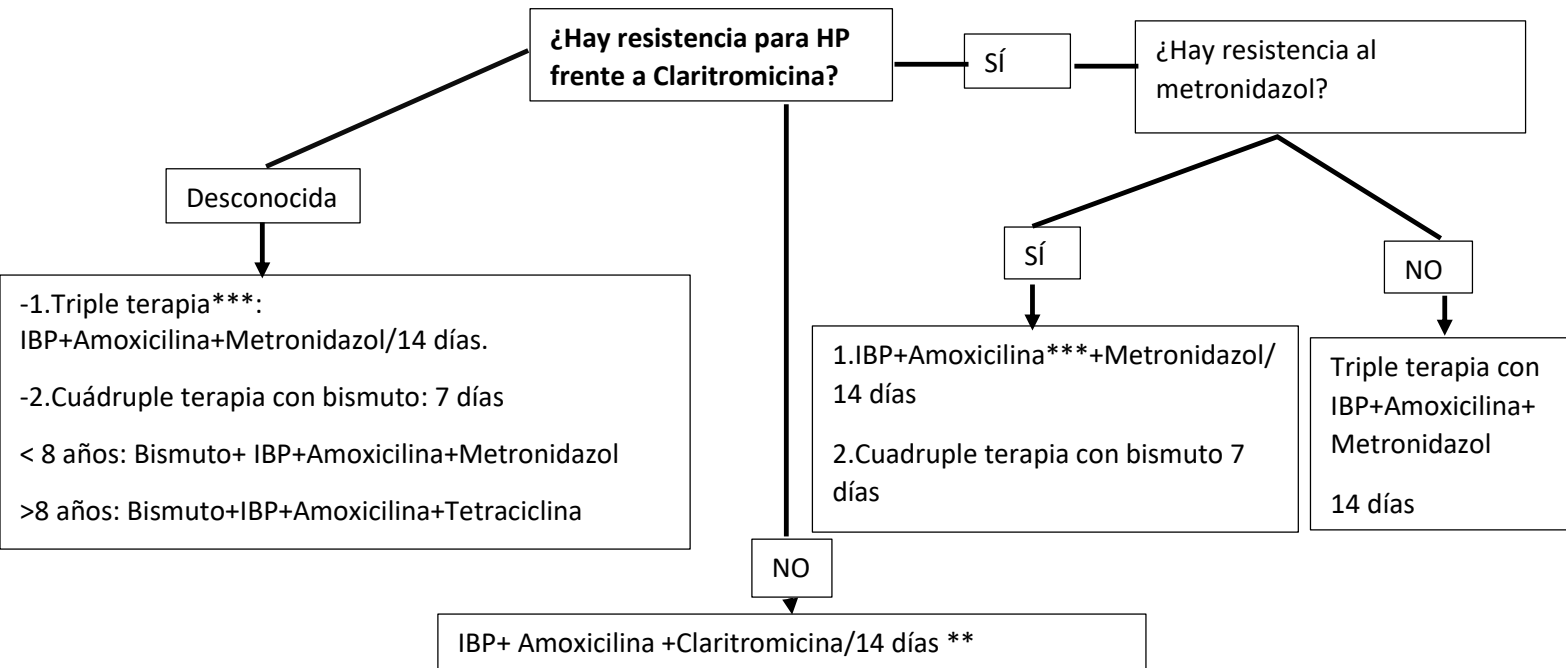 ¿Hay resistencia para HP
frente a Claritromicina?
SÍ
¿Hay resistencia al
metronidazol?
Desconocida
-1.Triple terapia***:
IBP+Amoxicilina+Metronidazol/14 días.
-2.Cuádruple terapia con bismuto: 7 días
< 8 años: Bismuto+ IBP+Amoxicilina+Metronidazol
>8 años: Bismuto+IBP+Amoxicilina+Tetraciclina
SÍ
NO
1.IBP+Amoxicilina***+Metronidazol/
14 días
2.Cuadruple terapia con bismuto 7
días
Triple terapia con
IBP+Amoxicilina+
Metronidazol
14 días
NO
IBP+ Amoxicilina +Claritromicina/14 días **